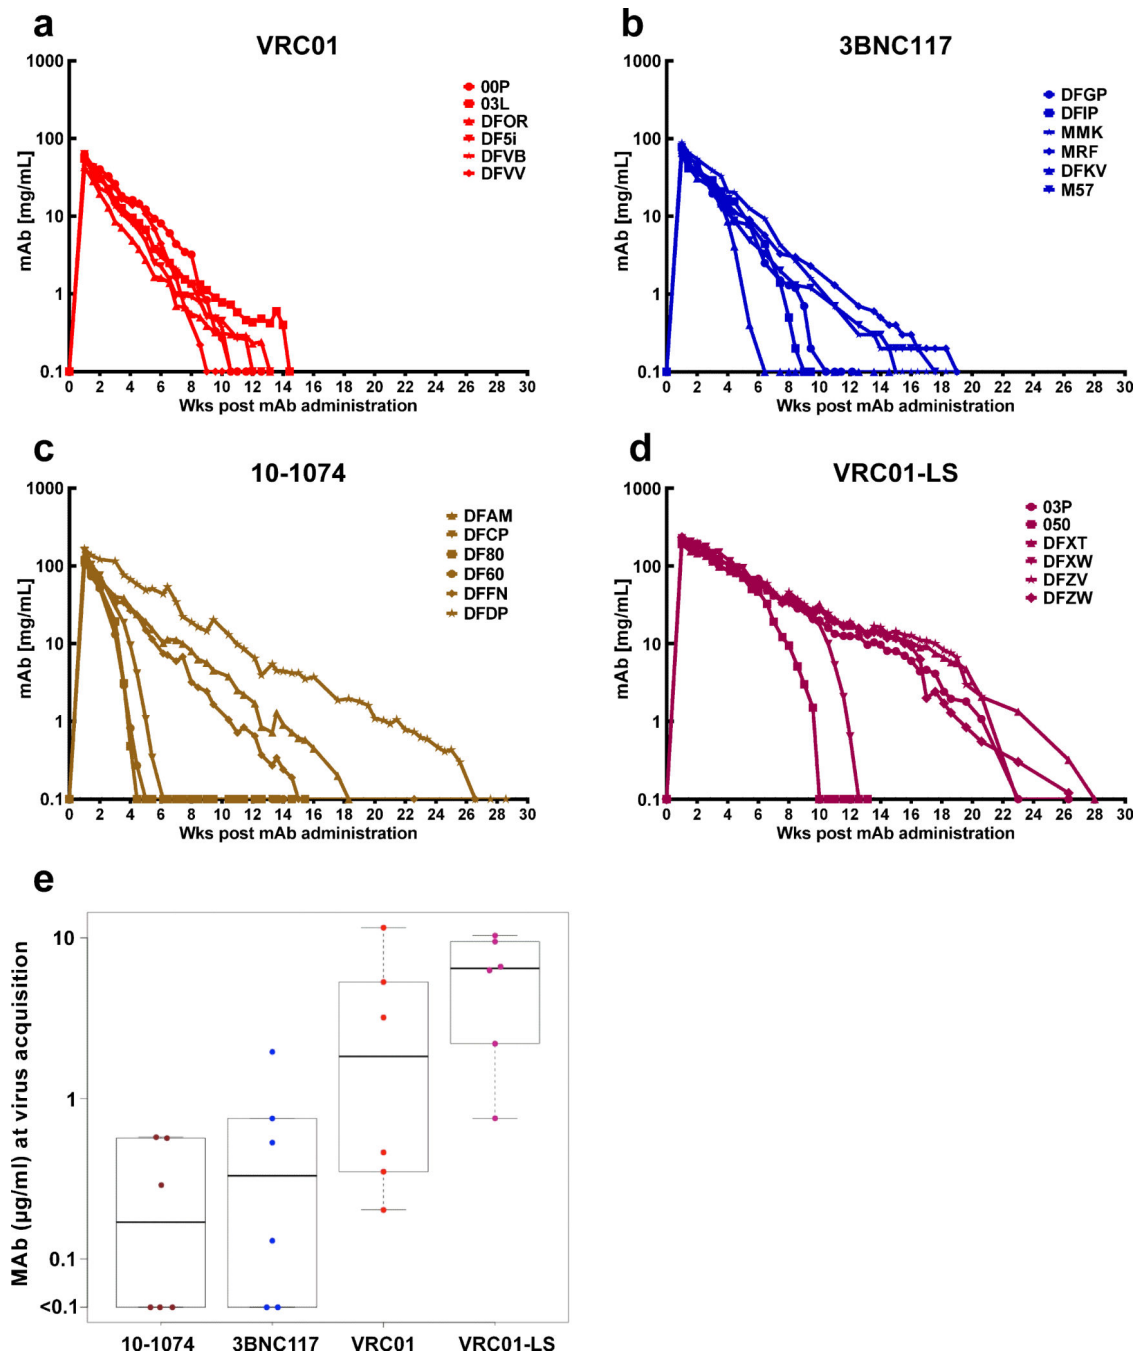 a
VRC01
mAb [mg/mL]
1000
100
10
1
0.1
0 2 4 6 8 10 12 14 16 18 20 22 24 26 28 30
Wks post mAb administration
00P
03L
DFOR
DF5i
DFVB
DFVV
b
3BNC117
mAb [mg/mL]
1000
100
10
1
0.1
0 2 4 6 8 10 12 14 16 18 20 22 24 26 28 30
Wks post mAb administration
DFGP
DFIP
MMK
MRF
DFKV
M57
c
10-1074
mAb [mg/mL]
1000
100
10
1
0.1
0 2 4 6 8 10 12 14 16 18 20 22 24 26 28 30
Wks post mAb administration
DFAM
DFCP
DF80
DF60
DFFN
DFDP
d
VRC01-LS
mAb [mg/mL]
1000
100
10
1
0.1
0 2 4 6 8 10 12 14 16 18 20 22 24 26 28 30
Wks post mAb administration
03P
050
DFXT
DFXW
DFZV
DFZW
e
MAb (µg/ml) at virus acquisition
10
1
0.1
<0.1
10-1074 3BNC117 VRC01 VRC01-LS